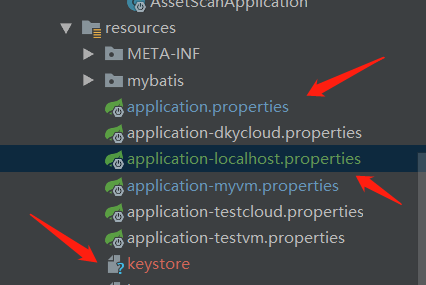 AssetScanApplication
resources
META-INF
mybatis
application.properties
application-dkycloud.properties
application-localhost.properties
application-myvm.properties
application-testcloud.properties
application-testvm.properties
keystore